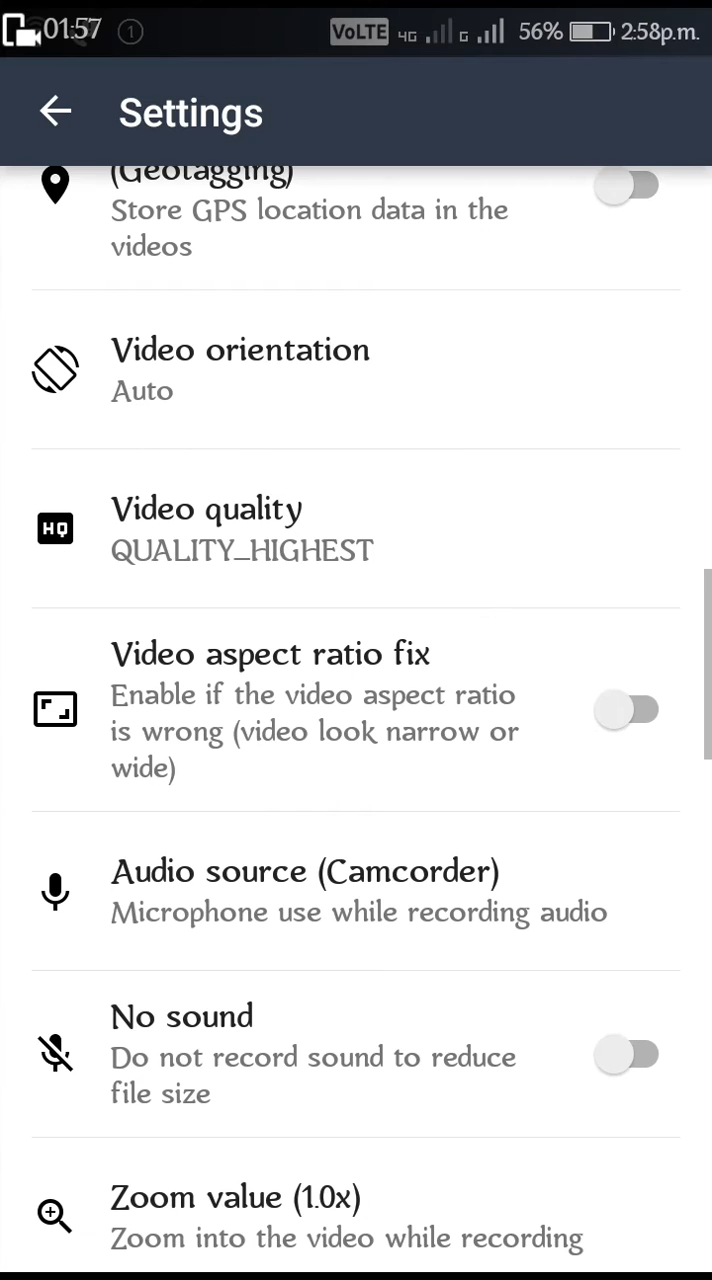 01:57 1 VoLTE 4G G 56% 2:58p.m.
Settings
(Geotagging)
Store GPS location data in the
videos
Video orientation
Auto
HQ
Video quality
QUALITY_HIGHEST
Video aspect ratio fix
Enable if the video aspect ratio
is wrong (video look narrow or
wide)
Audio source (Camcorder)
Microphone use while recording audio
No sound
Do not record sound to reduce
file size
Zoom value (1.0x)
Zoom into the video while recording